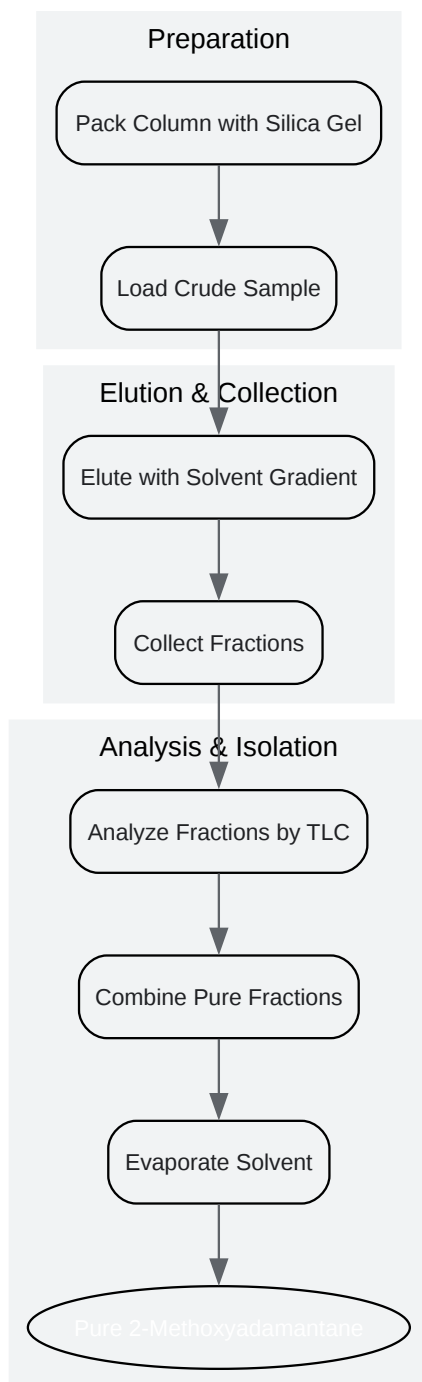 Preparation
Pack Column with Silica Gel
Load Crude Sample
Elution & Collection
Elute with Solvent Gradient
Collect Fractions
Analysis & Isolation
Analyze Fractions by TLC
Combine Pure Fractions
Evaporate Solvent
Pure 2-Methoxyadamantane